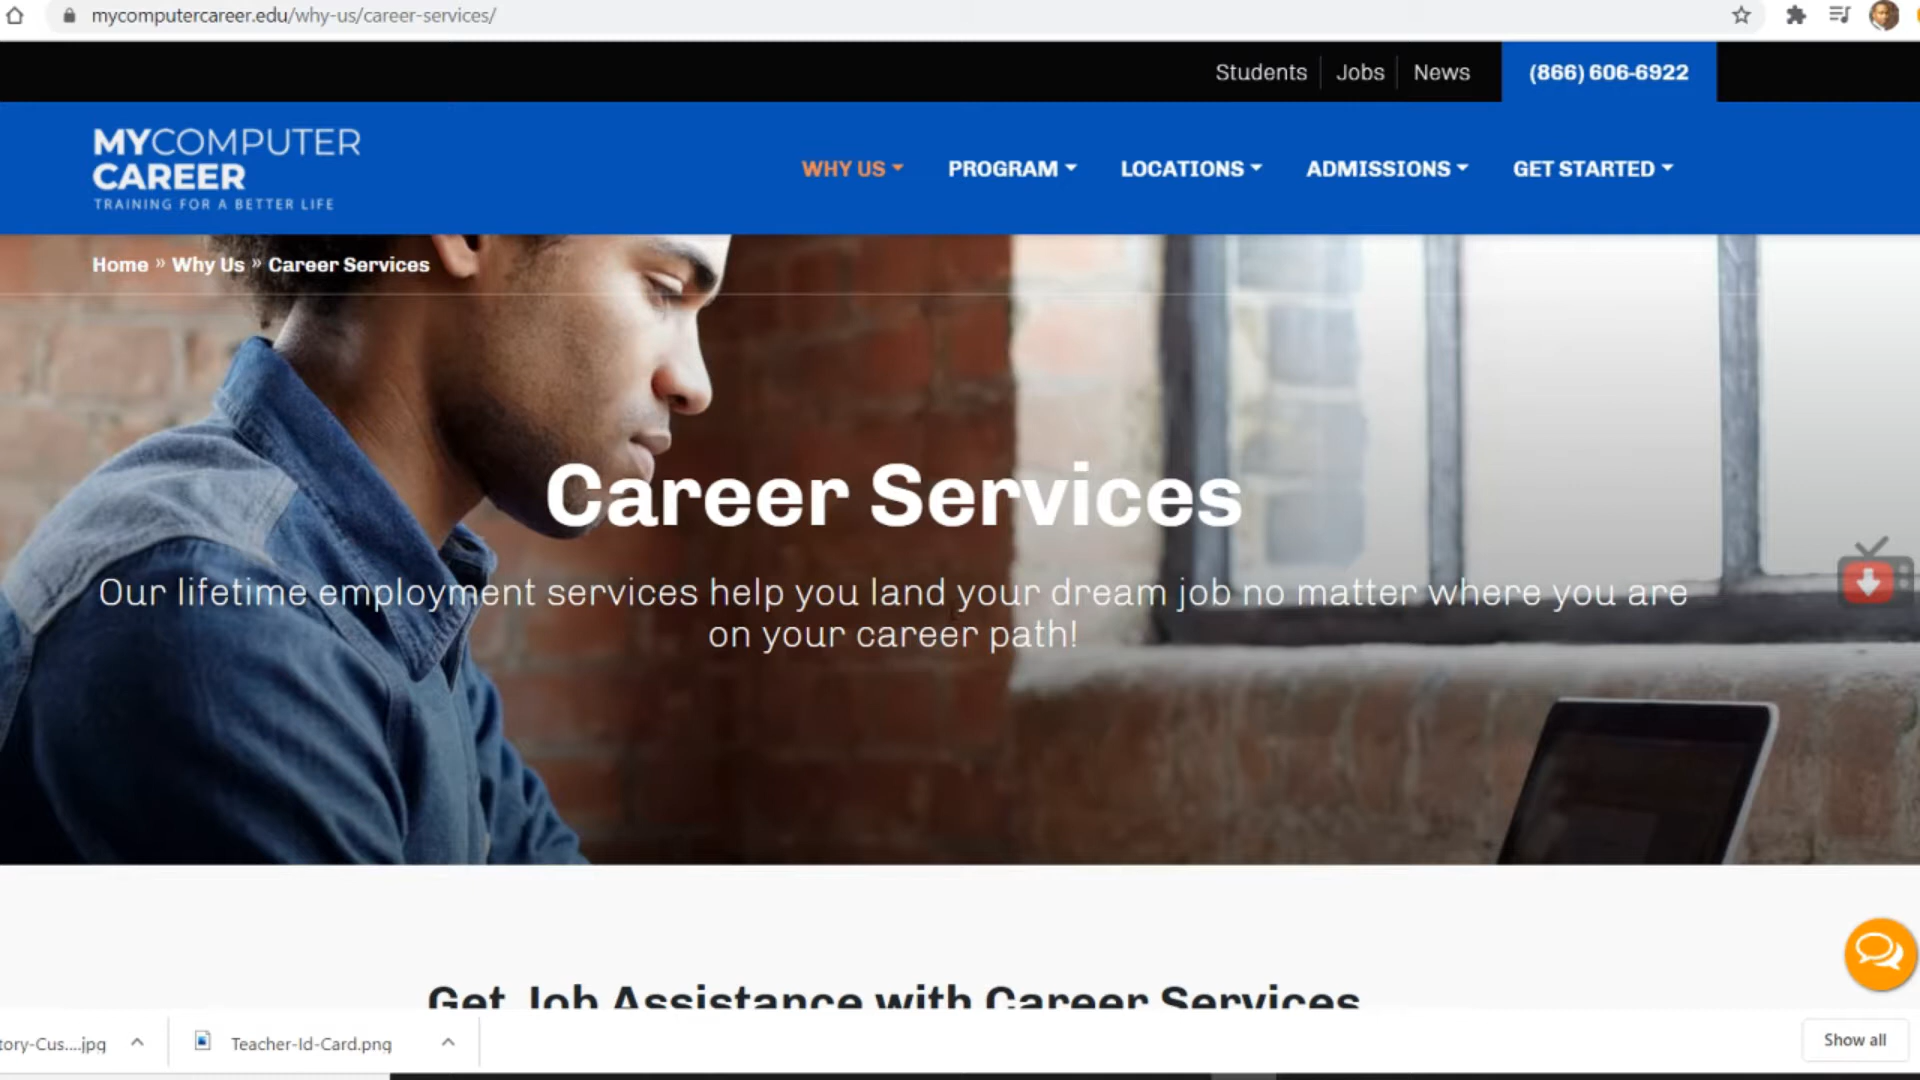 mycomputercareer.edu/why-us/career-services/
Students Jobs News (866) 606-6922
MYCOMPUTER
CAREER
TRAINING FOR A BETTER LIFE
WHY US PROGRAM LOCATIONS ADMISSIONS GET STARTED
Home » Why Us » Career Services
Career Services
Our lifetime employment services help you land your dream job no matter where you are
on your career path!
Get Job Assistance with Career Services
tory-Cus....jpg Teacher-Id-Card.png Show all